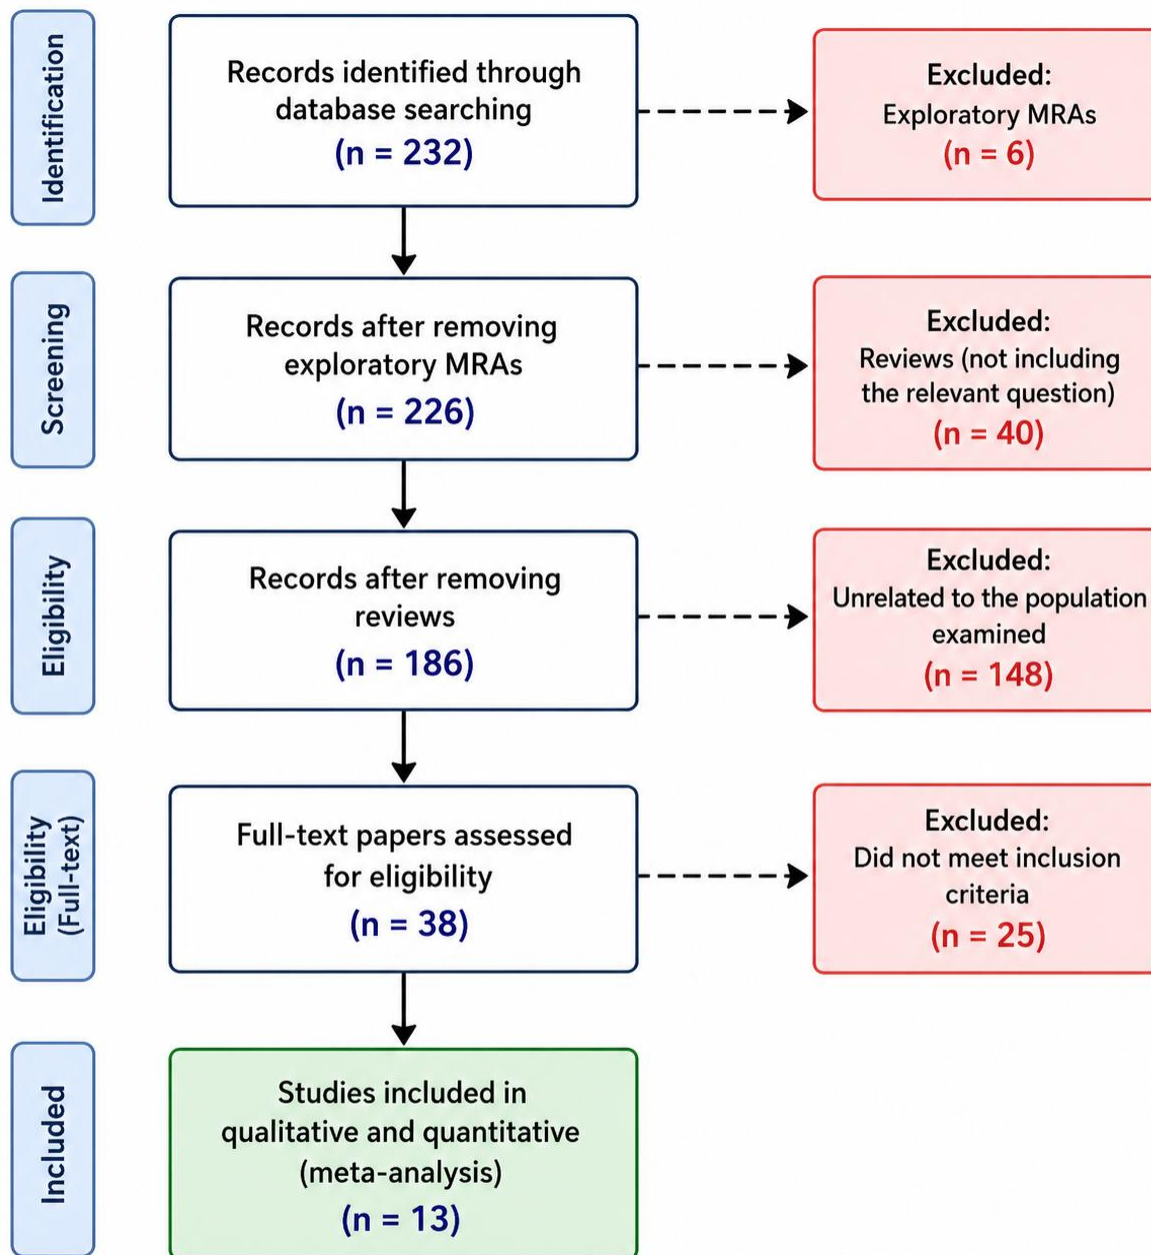 Identification
Records identified through
database searching
(n = 232)
Excluded:
Exploratory MRAs
(n = 6)
Screening
Records after removing
exploratory MRAs
(n = 226)
Excluded:
Reviews (not including
the relevant question)
(n = 40)
Eligibility
Records after removing
reviews
(n = 186)
Excluded:
Unrelated to the population
examined
(n = 148)
Eligibility
(Full-text)
Full-text papers assessed
for eligibility
(n = 38)
Excluded:
Did not meet inclusion
criteria
(n = 25)
Included
Studies included in
qualitative and quantitative
(meta-analysis)
(n = 13)